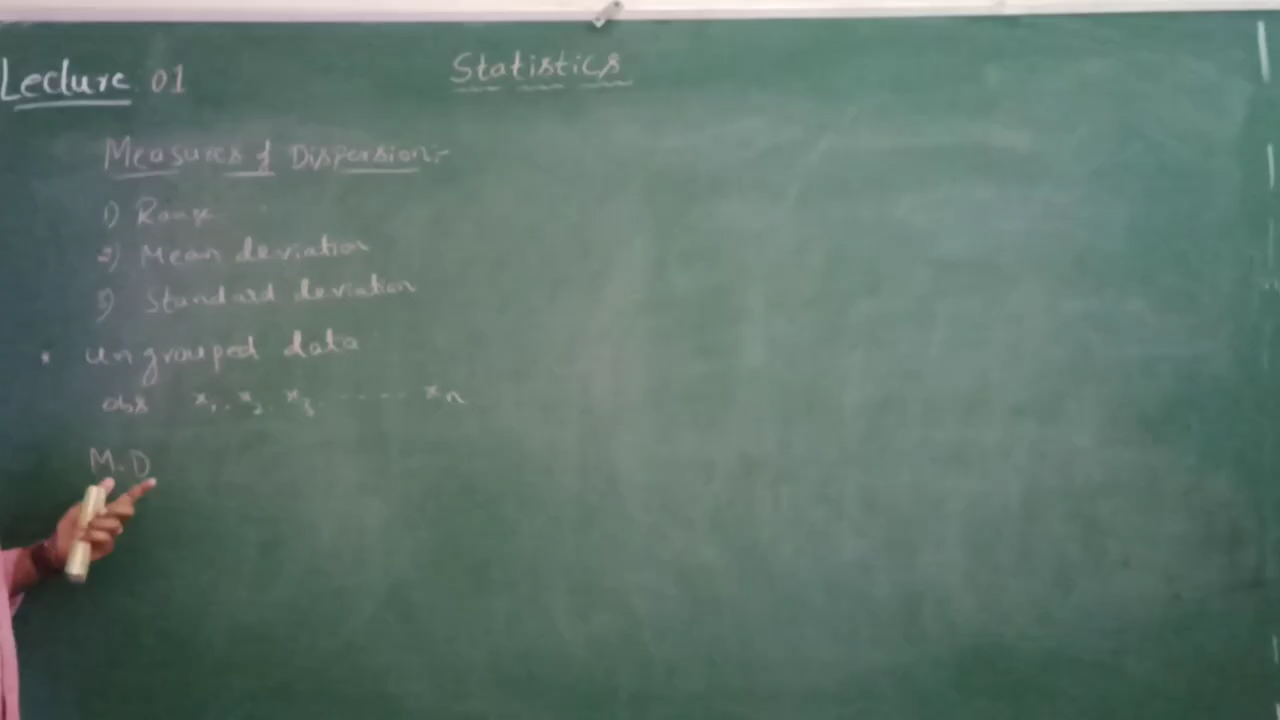 Lecture 01
Statistics
Measures of Dispersion:-
1) Range
2) Mean deviation
3) Standard deviation
* ungrouped data
obs x₁, x₂, x₃, ...... xₙ
M.D